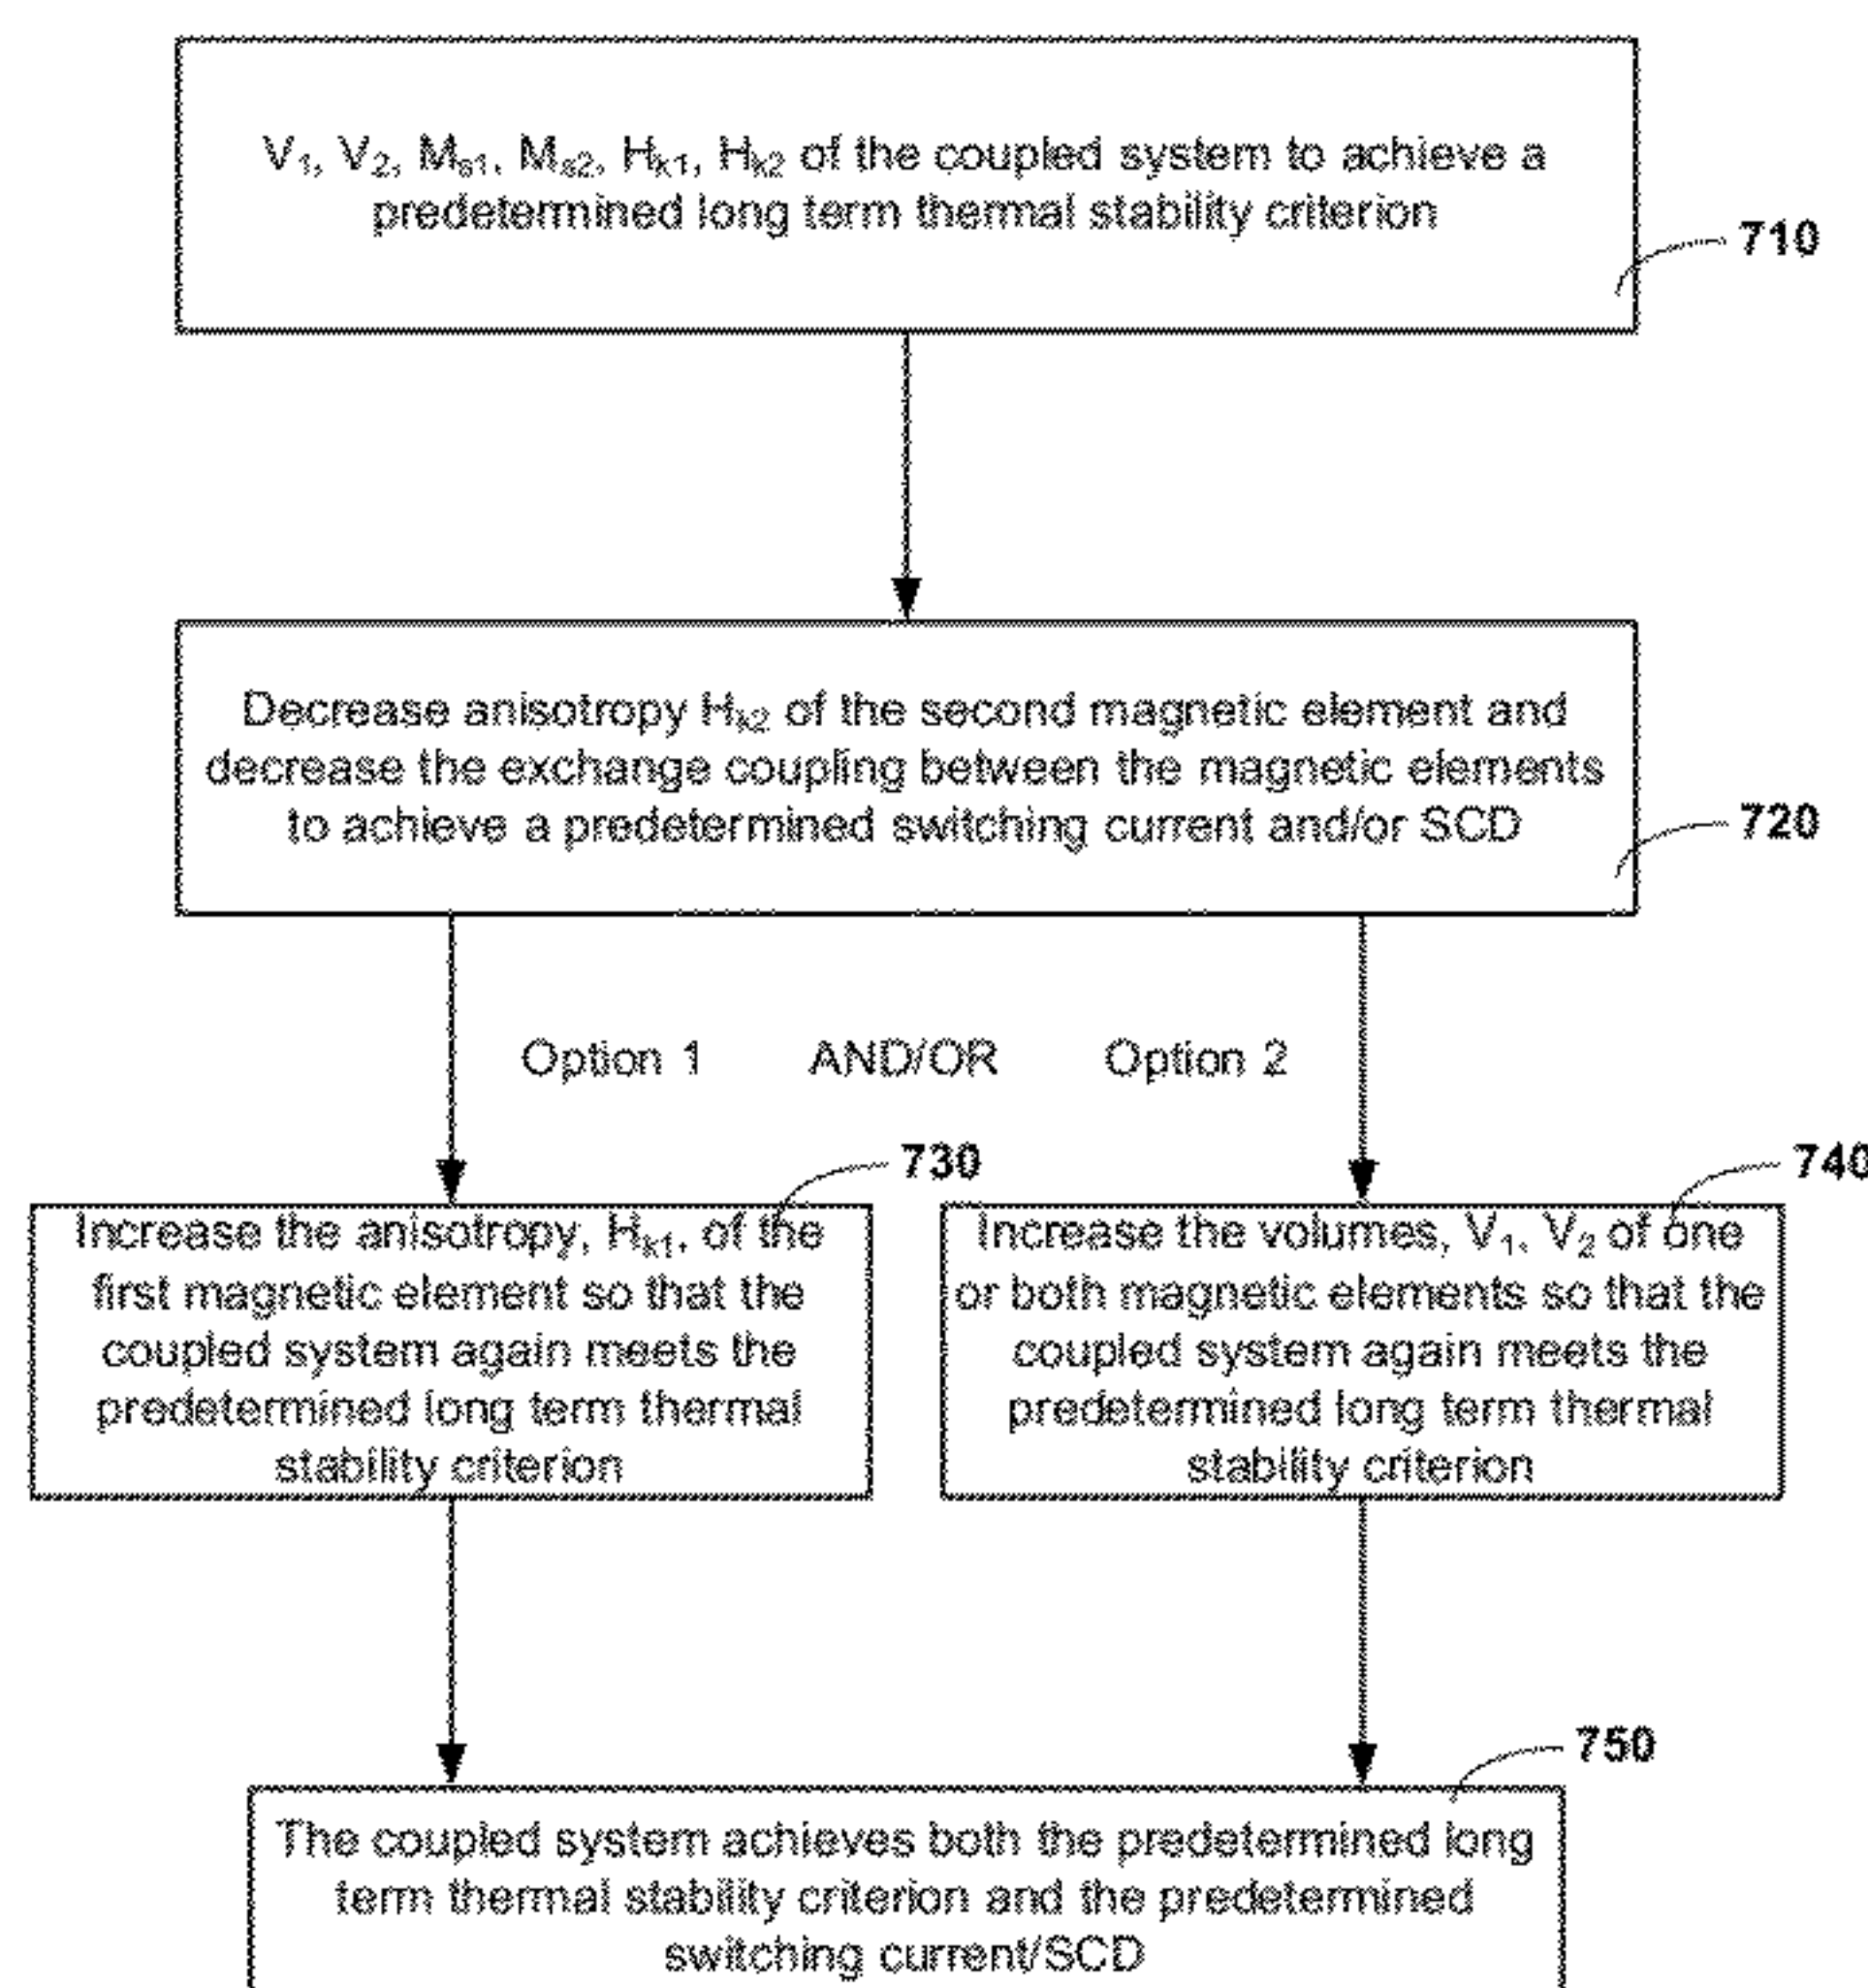 V₁, V₂, Mₛ₁, Mₛ₂, Hₖ₁, Hₖ₂ of the coupled system to achieve a
predetermined long term thermal stability criterion
710
Decrease anisotropy Hₖ₂ of the second magnetic element and
decrease the exchange coupling between the magnetic elements
to achieve a predetermined switching current and/or SCD
720
Option 1 AND/OR Option 2
730
Increase the anisotropy, Hₖ₁, of the
first magnetic element so that the
coupled system again meets the
predetermined long term thermal
stability criterion
740
Increase the volumes, V₁, V₂ of one
or both magnetic elements so that the
coupled system again meets the
predetermined long term thermal
stability criterion
750
The coupled system achieves both the predetermined long
term thermal stability criterion and the predetermined
switching current/SCD